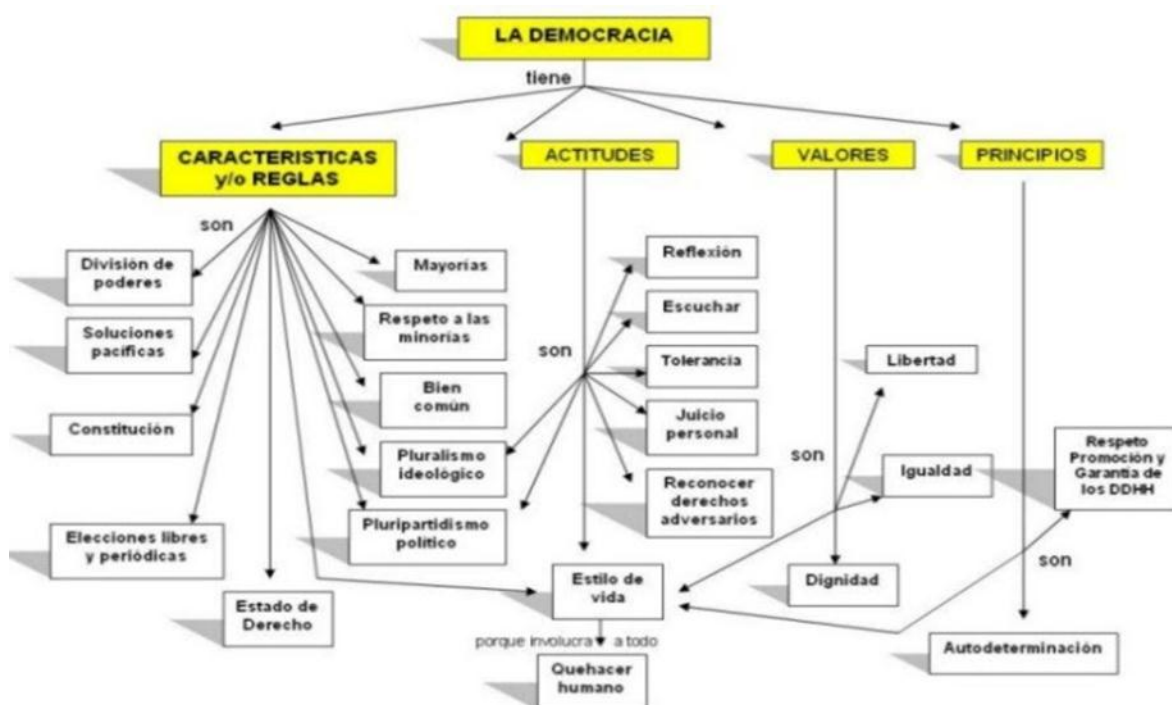 LA DEMOCRACIA
tiene
CARACTERISTICAS
y/o REGLAS
ACTITUDES
VALORES
PRINCIPIOS
son
División de
poderes
Soluciones
pacíficas
Constitución
Elecciones libres
y periódicas
Estado de
Derecho
Mayorías
Respeto a las
minorías
Bien
común
Pluralismo
ideológico
Pluripartidismo
político
son
Reflexión
Escuchar
Tolerancia
Juicio
personal
Reconocer
derechos
adversarios
Estilo de
vida
porque involucra a todo
Quehacer
humano
son
Libertad
Igualdad
Dignidad
Respeto
Promoción y
Garantía de
los DDHH
son
Autodeterminación